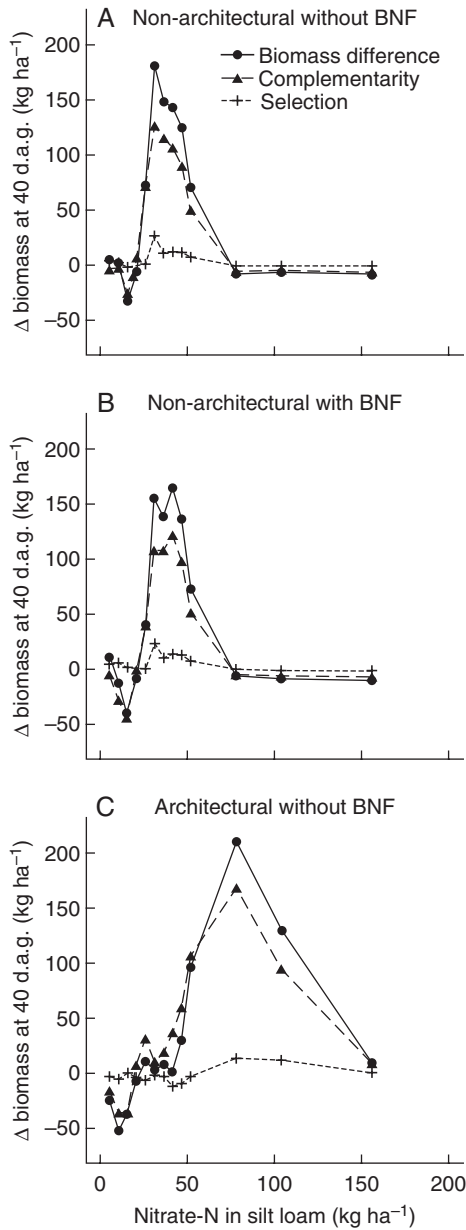 A Non-architectural without BNF
Biomass difference
Complementarity
Selection
Δ biomass at 40 d.a.g. (kg ha−1)
200
150
100
50
0
−50
B Non-architectural with BNF
Δ biomass at 40 d.a.g. (kg ha−1)
200
150
100
50
0
−50
C Architectural without BNF
Δ biomass at 40 d.a.g. (kg ha−1)
200
150
100
50
0
−50
0 50 100 150 200
Nitrate-N in silt loam (kg ha−1)